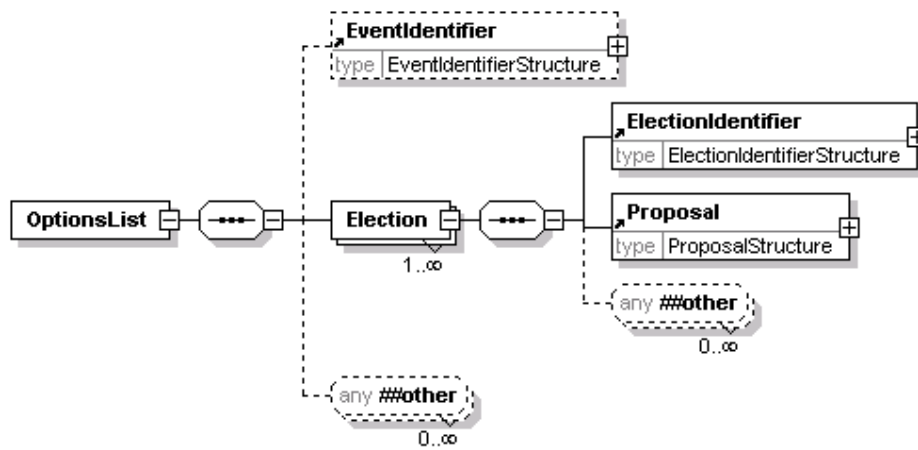 EventIdentifier
type EventIdentifierStructure
ElectionIdentifier
type ElectionIdentifierStructure
OptionsList
Election
1..∞
Proposal
type ProposalStructure
any ##other
0..∞
any ##other
0..∞